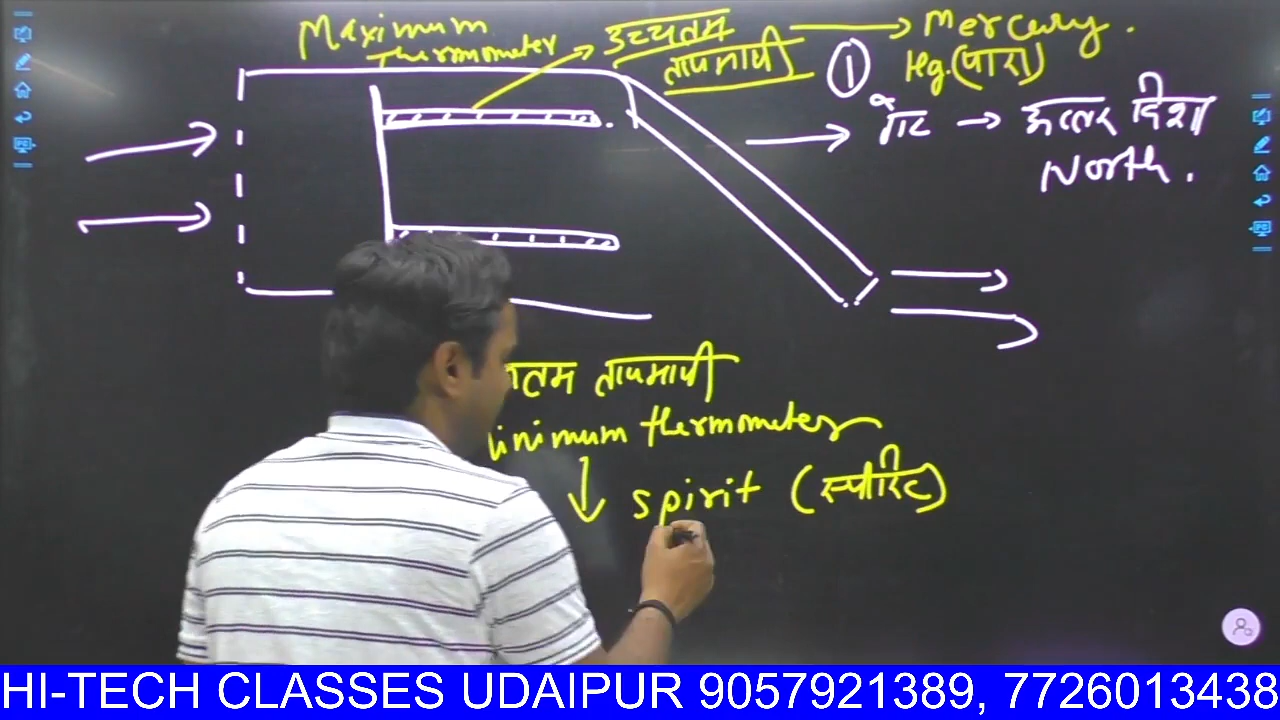 Maximum
Thermometer
उच्चतम
तापमापी
Mercury.
Hg.(पारा)
①
गेट → उत्तर दिशा
North.
तम तापमापी
inimum thermometer
↓ spirit (स्पीरिट)
HI-TECH CLASSES UDAIPUR 9057921389, 7726013438